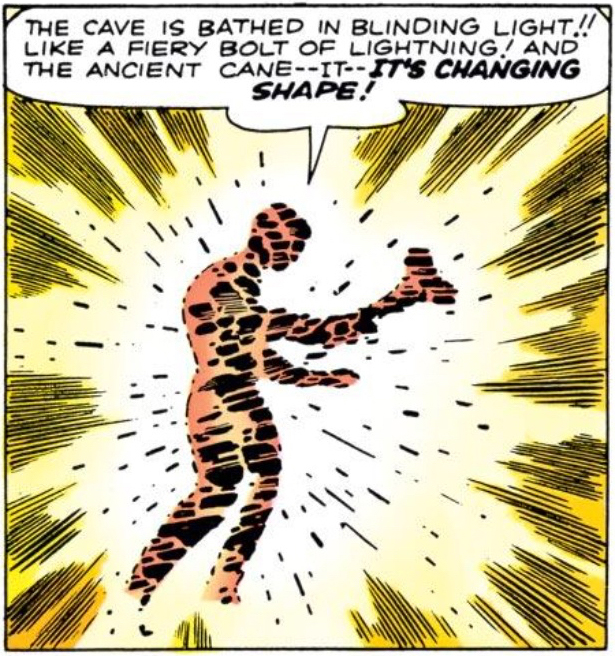 THE CAVE IS BATHED IN BLINDING LIGHT!!
LIKE A FIERY BOLT OF LIGHTNING! AND
THE ANCIENT CANE--IT--IT'S CHANGING
SHAPE!